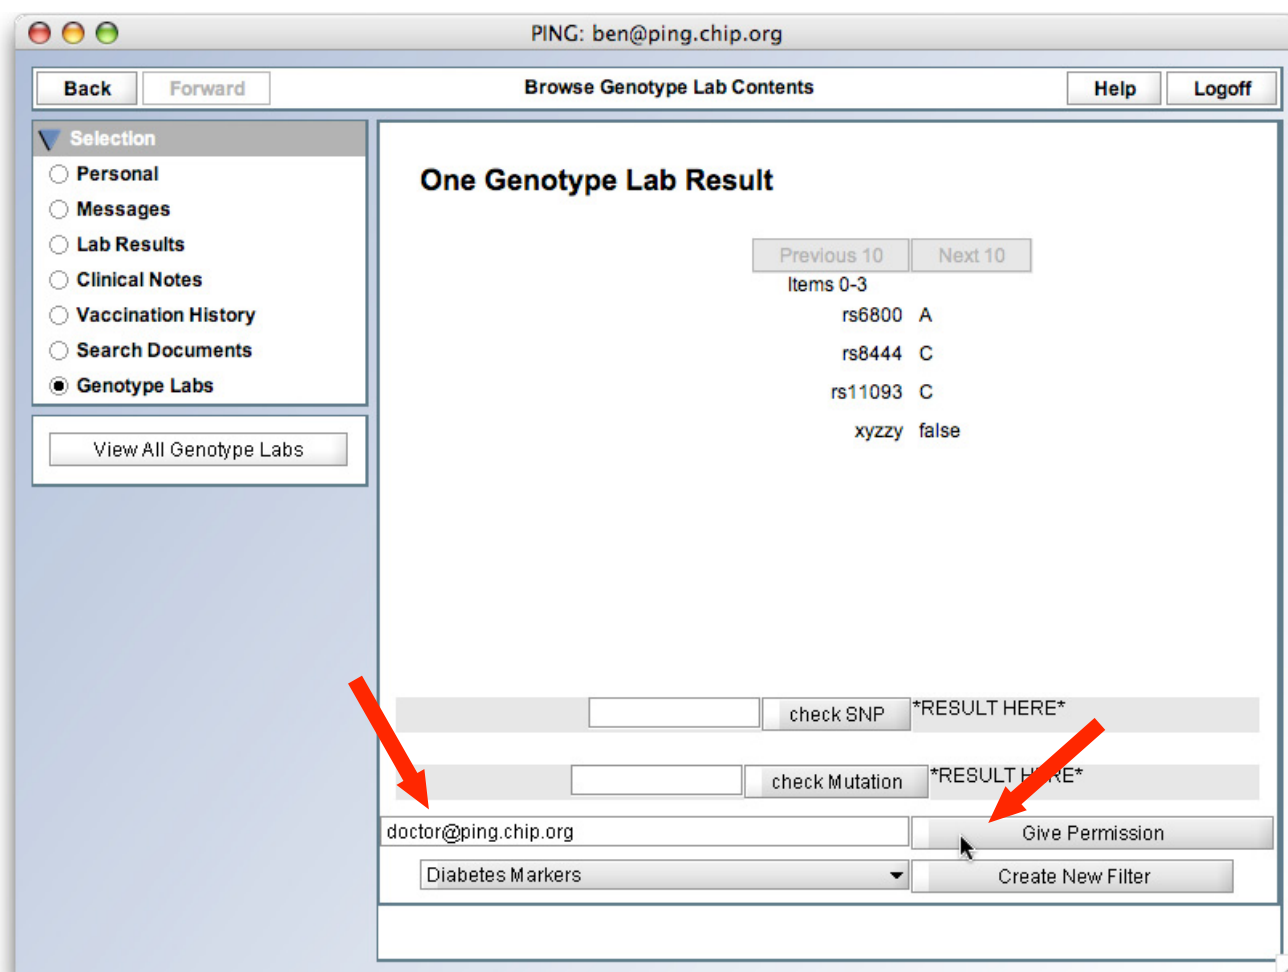 PING: ben@ping.chip.org
Back Forward Browse Genotype Lab Contents Help Logoff
Selection
Personal
Messages
Lab Results
Clinical Notes
Vaccination History
Search Documents
Genotype Labs
View All Genotype Labs
One Genotype Lab Result
Previous 10 Next 10
Items 0-3
rs6800 A
rs8444 C
rs11093 C
xyzzy false
check SNP *RESULT HERE*
check Mutation *RESULT HERE*
doctor@ping.chip.org Give Permission
Diabetes Markers Create New Filter